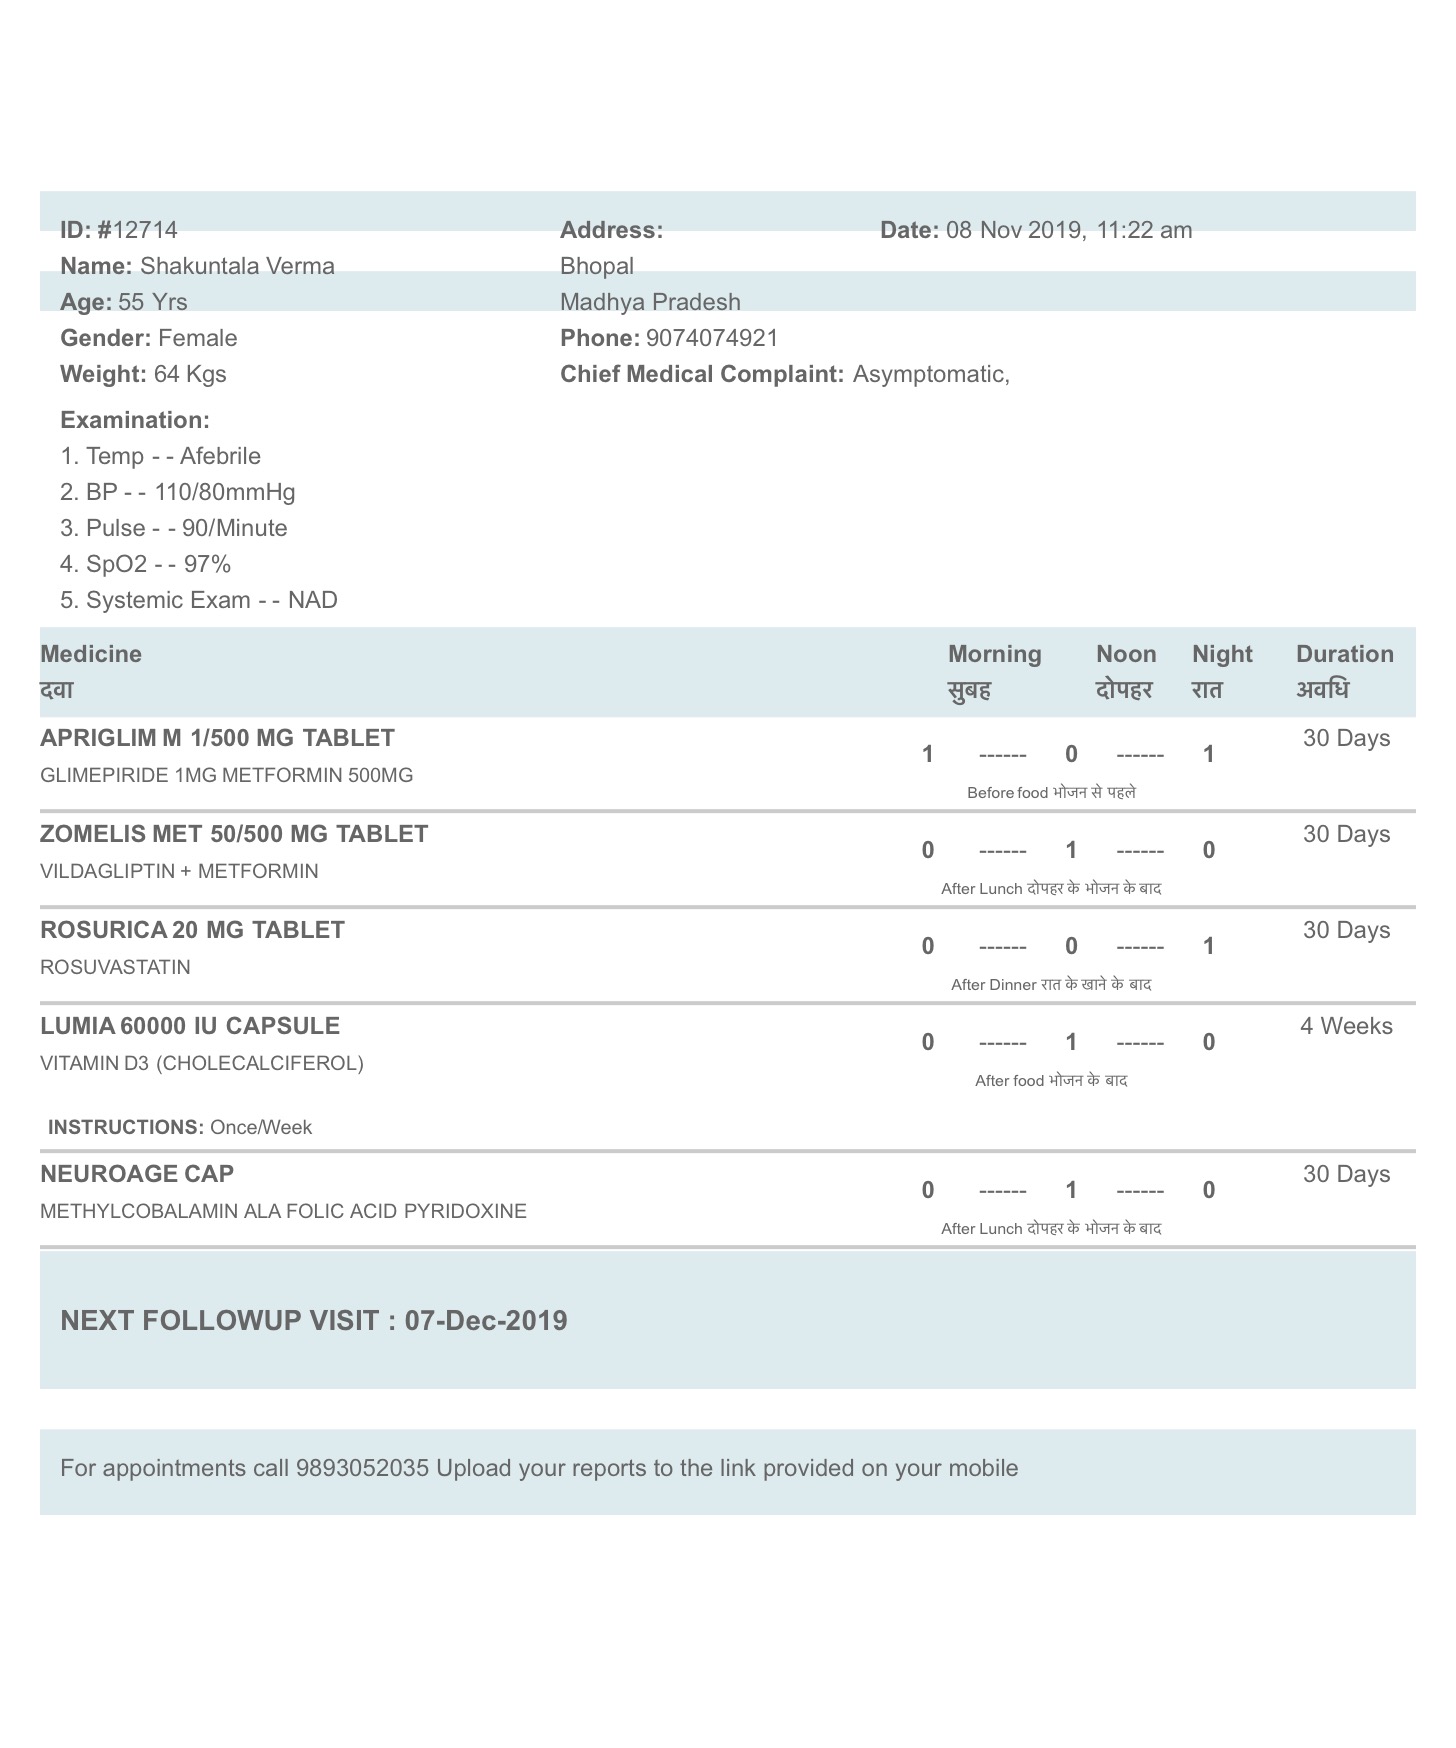 ID: #12714 Address: Date: 08 Nov 2019, 11:22 am
Name: Shakuntala Verma Bhopal
Age: 55 Yrs Madhya Pradesh
Gender: Female Phone: 9074074921
Weight: 64 Kgs Chief Medical Complaint: Asymptomatic,
Examination:
1. Temp - - Afebrile
2. BP - - 110/80mmHg
3. Pulse - - 90/Minute
4. SpO2 - - 97%
5. Systemic Exam - - NAD
Medicine Morning Noon Night Duration
दवा सुबह दोपहर रात अवधि
APRIGLIM M 1/500 MG TABLET 1 ------ 0 ------ 1 30 Days
GLIMEPIRIDE 1MG METFORMIN 500MG
Before food भोजन से पहले
ZOMELIS MET 50/500 MG TABLET 0 ------ 1 ------ 0 30 Days
VILDAGLIPTIN + METFORMIN
After Lunch दोपहर के भोजन के बाद
ROSURICA 20 MG TABLET 0 ------ 0 ------ 1 30 Days
ROSUVASTATIN
After Dinner रात के खाने के बाद
LUMIA 60000 IU CAPSULE 0 ------ 1 ------ 0 4 Weeks
VITAMIN D3 (CHOLECALCIFEROL)
After food भोजन के बाद
INSTRUCTIONS: Once/Week
NEUROAGE CAP 0 ------ 1 ------ 0 30 Days
METHYLCOBALAMIN ALA FOLIC ACID PYRIDOXINE
After Lunch दोपहर के भोजन के बाद
NEXT FOLLOWUP VISIT : 07-Dec-2019
For appointments call 9893052035 Upload your reports to the link provided on your mobile